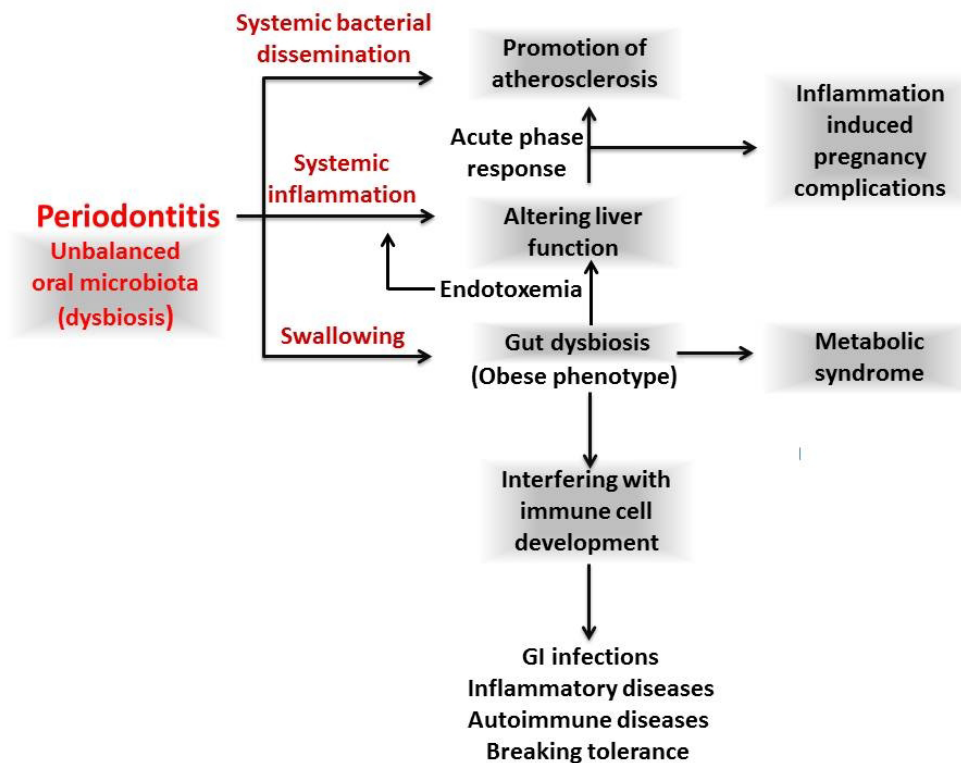 Systemic bacterial
dissemination
Promotion of
atherosclerosis
Inflammation
induced
pregnancy
complications
Acute phase
response
Systemic
inflammation
Periodontitis
Unbalanced
oral microbiota
(dysbiosis)
Altering liver
function
Endotoxemia
Swallowing
Gut dysbiosis
(Obese phenotype)
Metabolic
syndrome
Interfering with
immune cell
development
GI infections
Inflammatory diseases
Autoimmune diseases
Breaking tolerance